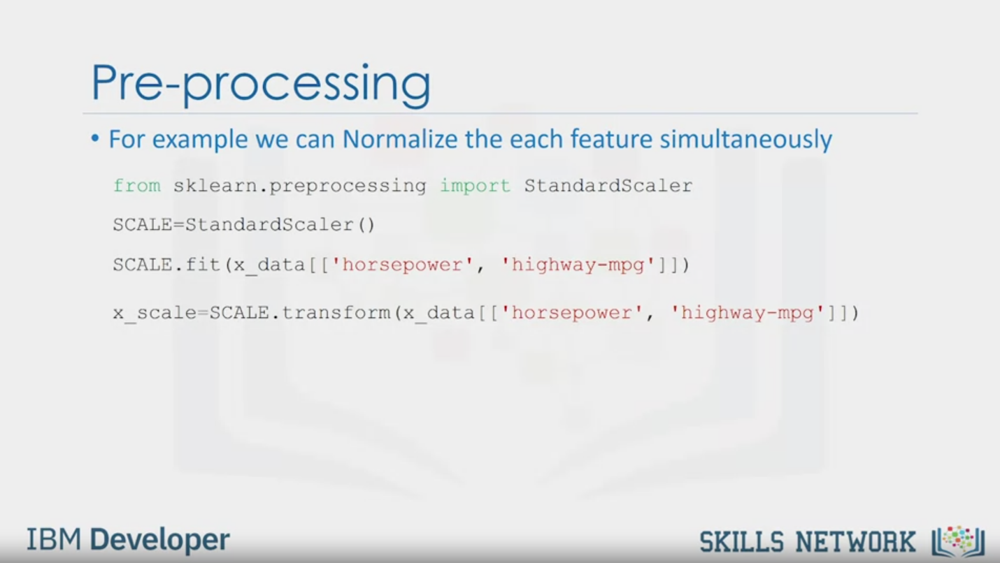 Pre-processing
• For example we can Normalize the each feature simultaneously
from sklearn.preprocessing import StandardScaler
SCALE=StandardScaler()
SCALE.fit(x_data[['horsepower', 'highway-mpg']])
x_scale=SCALE.transform(x_data[['horsepower', 'highway-mpg']])
IBM Developer
SKILLS NETWORK